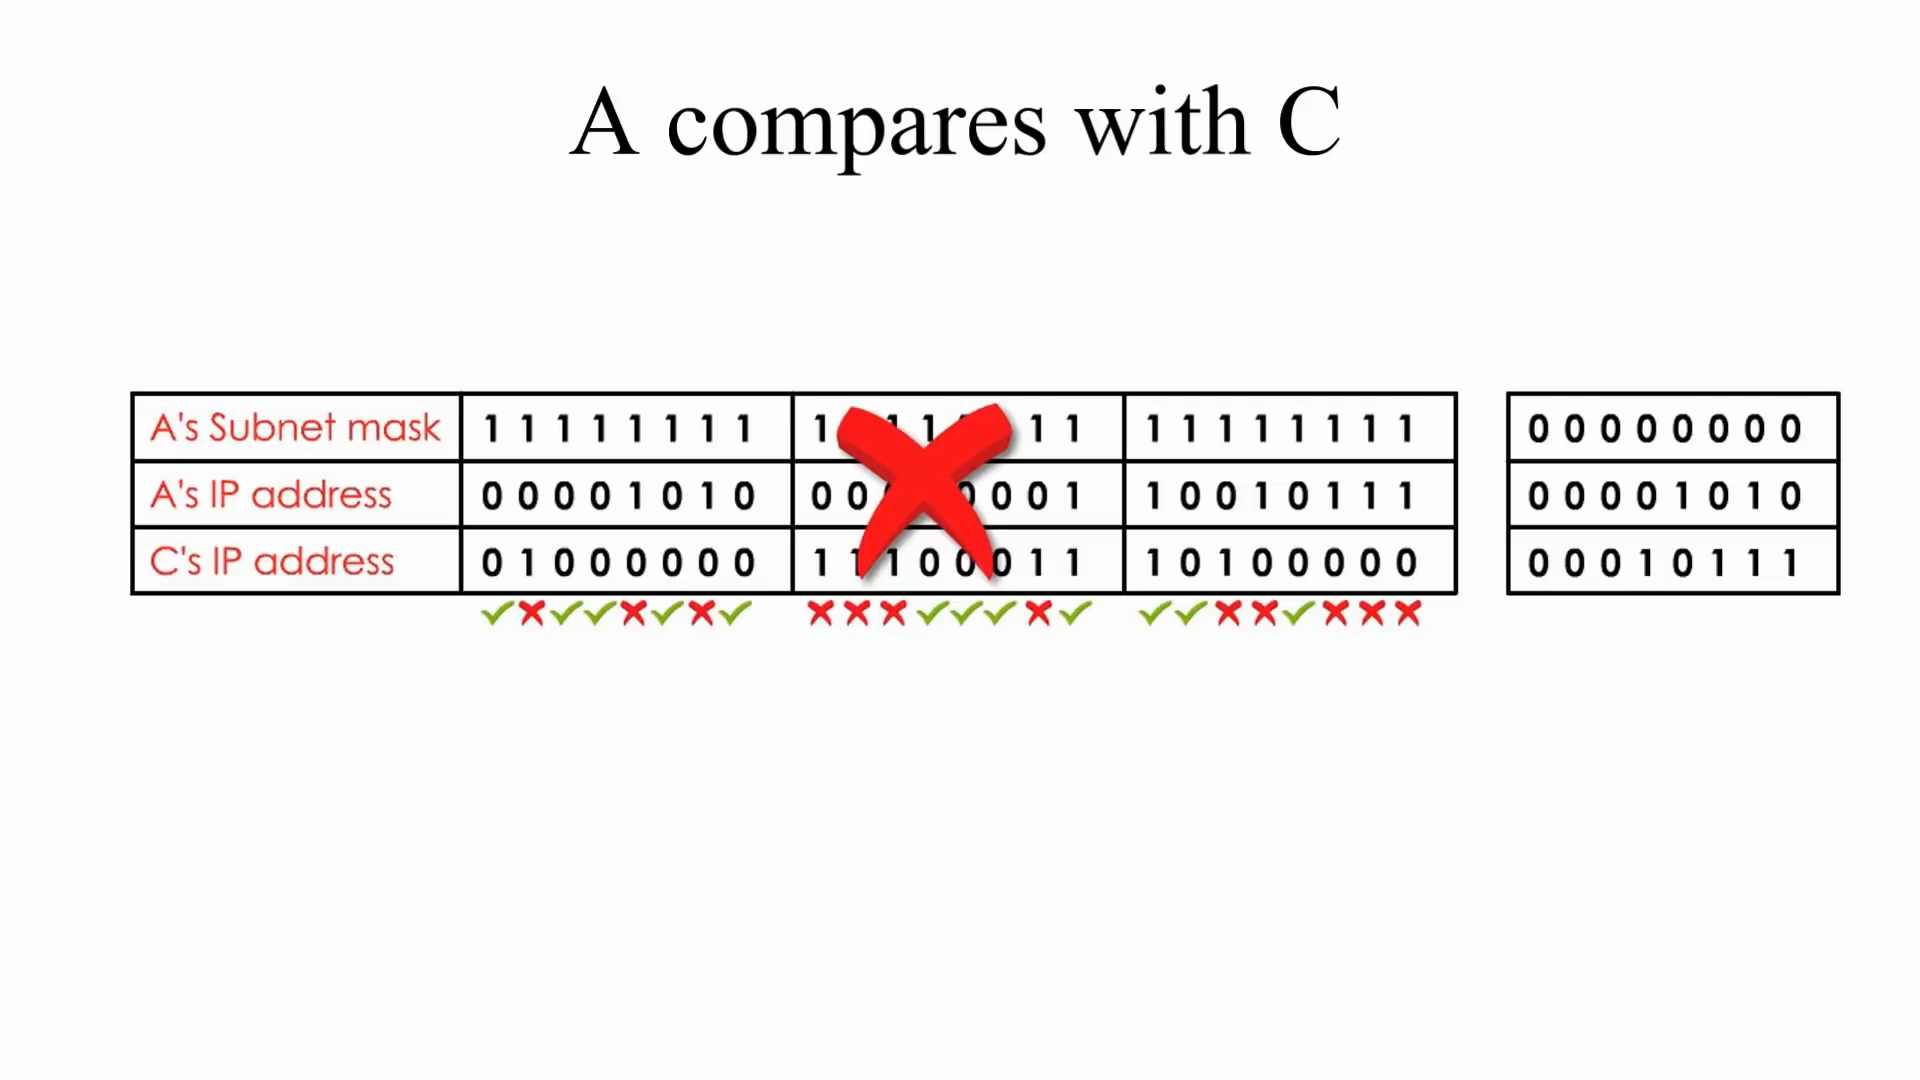 A compares with C
A's Subnet mask 1 1 1 1 1 1 1 1 1 1 1 1 1 1 1 1 1 1 1 1 0 0 0 0 0 0 0 0
A's IP address 0 0 0 0 1 0 1 0 0 0 0 0 0 1 1 0 0 1 0 1 1 1 0 0 0 0 1 0 1 0
C's IP address 0 1 0 0 0 0 0 0 1 1 1 0 0 0 1 1 1 0 1 0 0 0 0 0 0 0 0 1 0 1 1 1